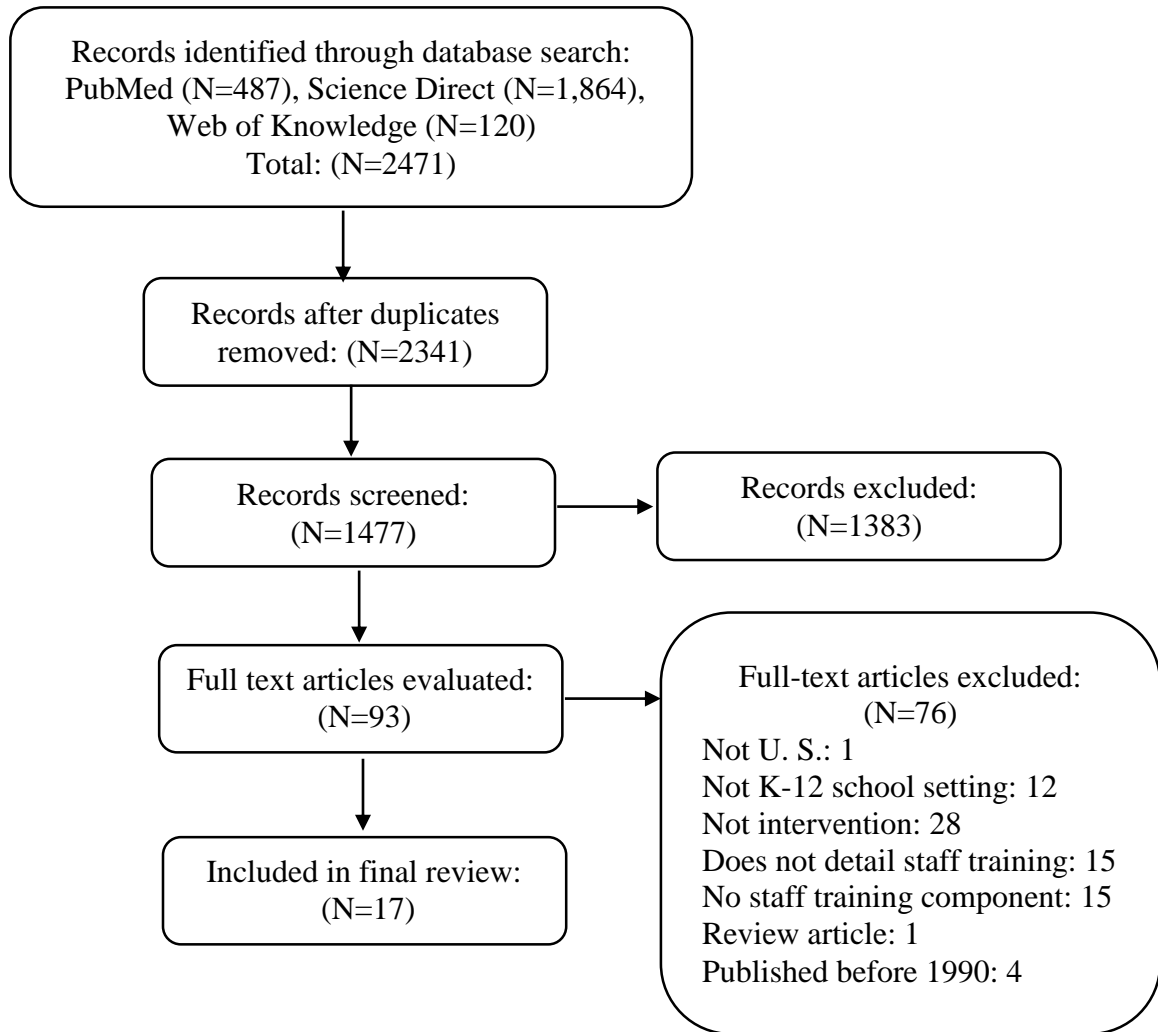 Records identified through database search:
PubMed (N=487), Science Direct (N=1,864),
Web of Knowledge (N=120)
Total: (N=2471)
Records after duplicates
removed: (N=2341)
Records screened:
(N=1477)
Records excluded:
(N=1383)
Full text articles evaluated:
(N=93)
Full-text articles excluded:
(N=76)
Not U. S.: 1
Not K-12 school setting: 12
Not intervention: 28
Does not detail staff training: 15
No staff training component: 15
Review article: 1
Published before 1990: 4
Included in final review:
(N=17)